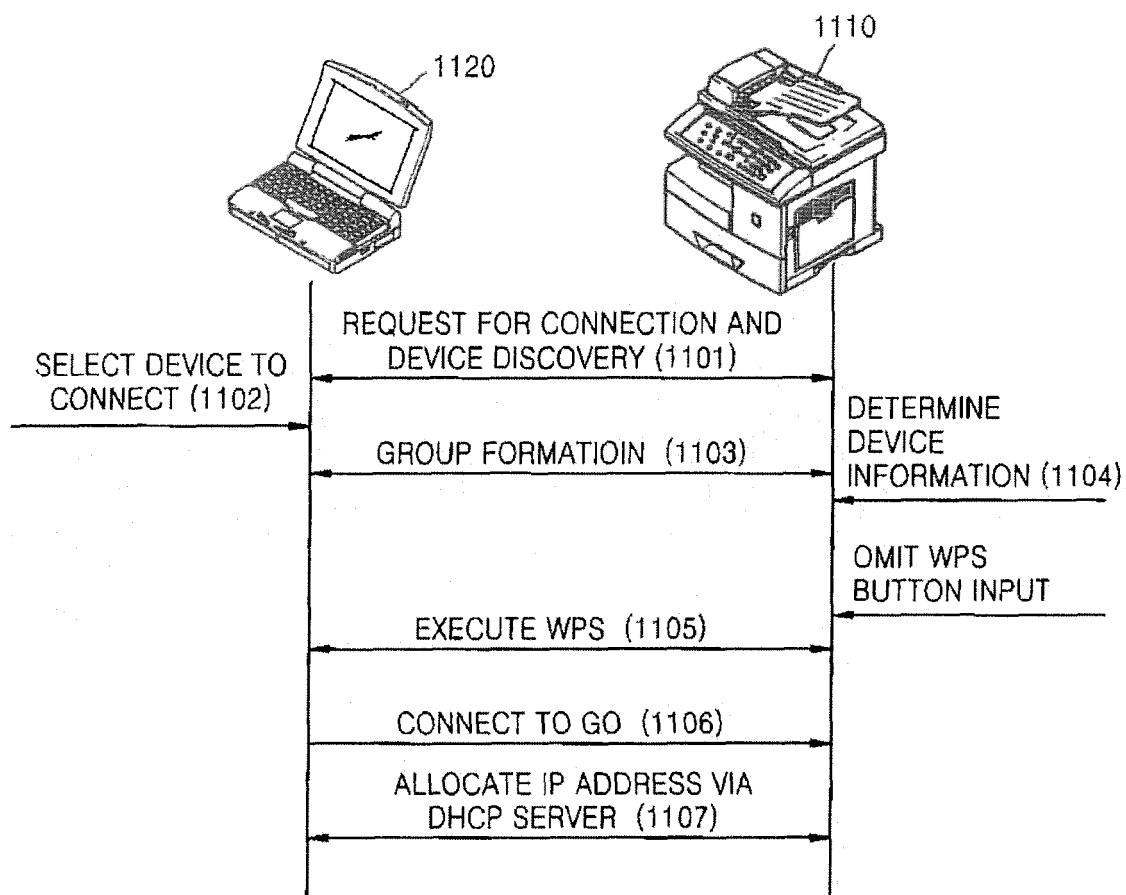 1110
1120
REQUEST FOR CONNECTION AND
DEVICE DISCOVERY (1101)
SELECT DEVICE TO
CONNECT (1102)
GROUP FORMATIOIN (1103)
DETERMINE
DEVICE
INFORMATION (1104)
OMIT WPS
BUTTON INPUT
EXECUTE WPS (1105)
CONNECT TO GO (1106)
ALLOCATE IP ADDRESS VIA
DHCP SERVER (1107)